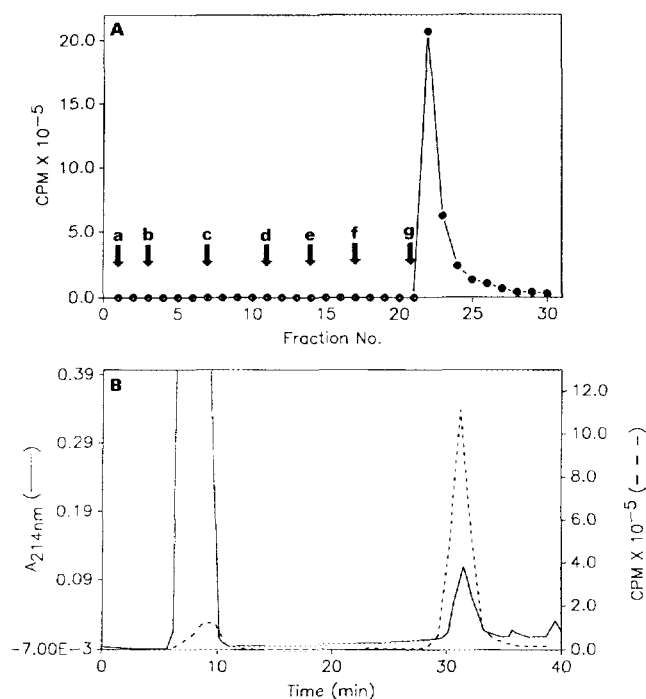 A
20.0
15.0
10.0
5.0
0.0
CPM X 10⁻⁵
a b c d e f g
0 5 10 15 20 25 30
Fraction No.
B
0.39
0.29
0.19
0.09
-7.00E-3
A214nm (——)
12.0
10.0
8.0
6.0
4.0
2.0
0.0
CPM X 10⁻⁵ (- - -)
0 10 20 30 40
Time (min)